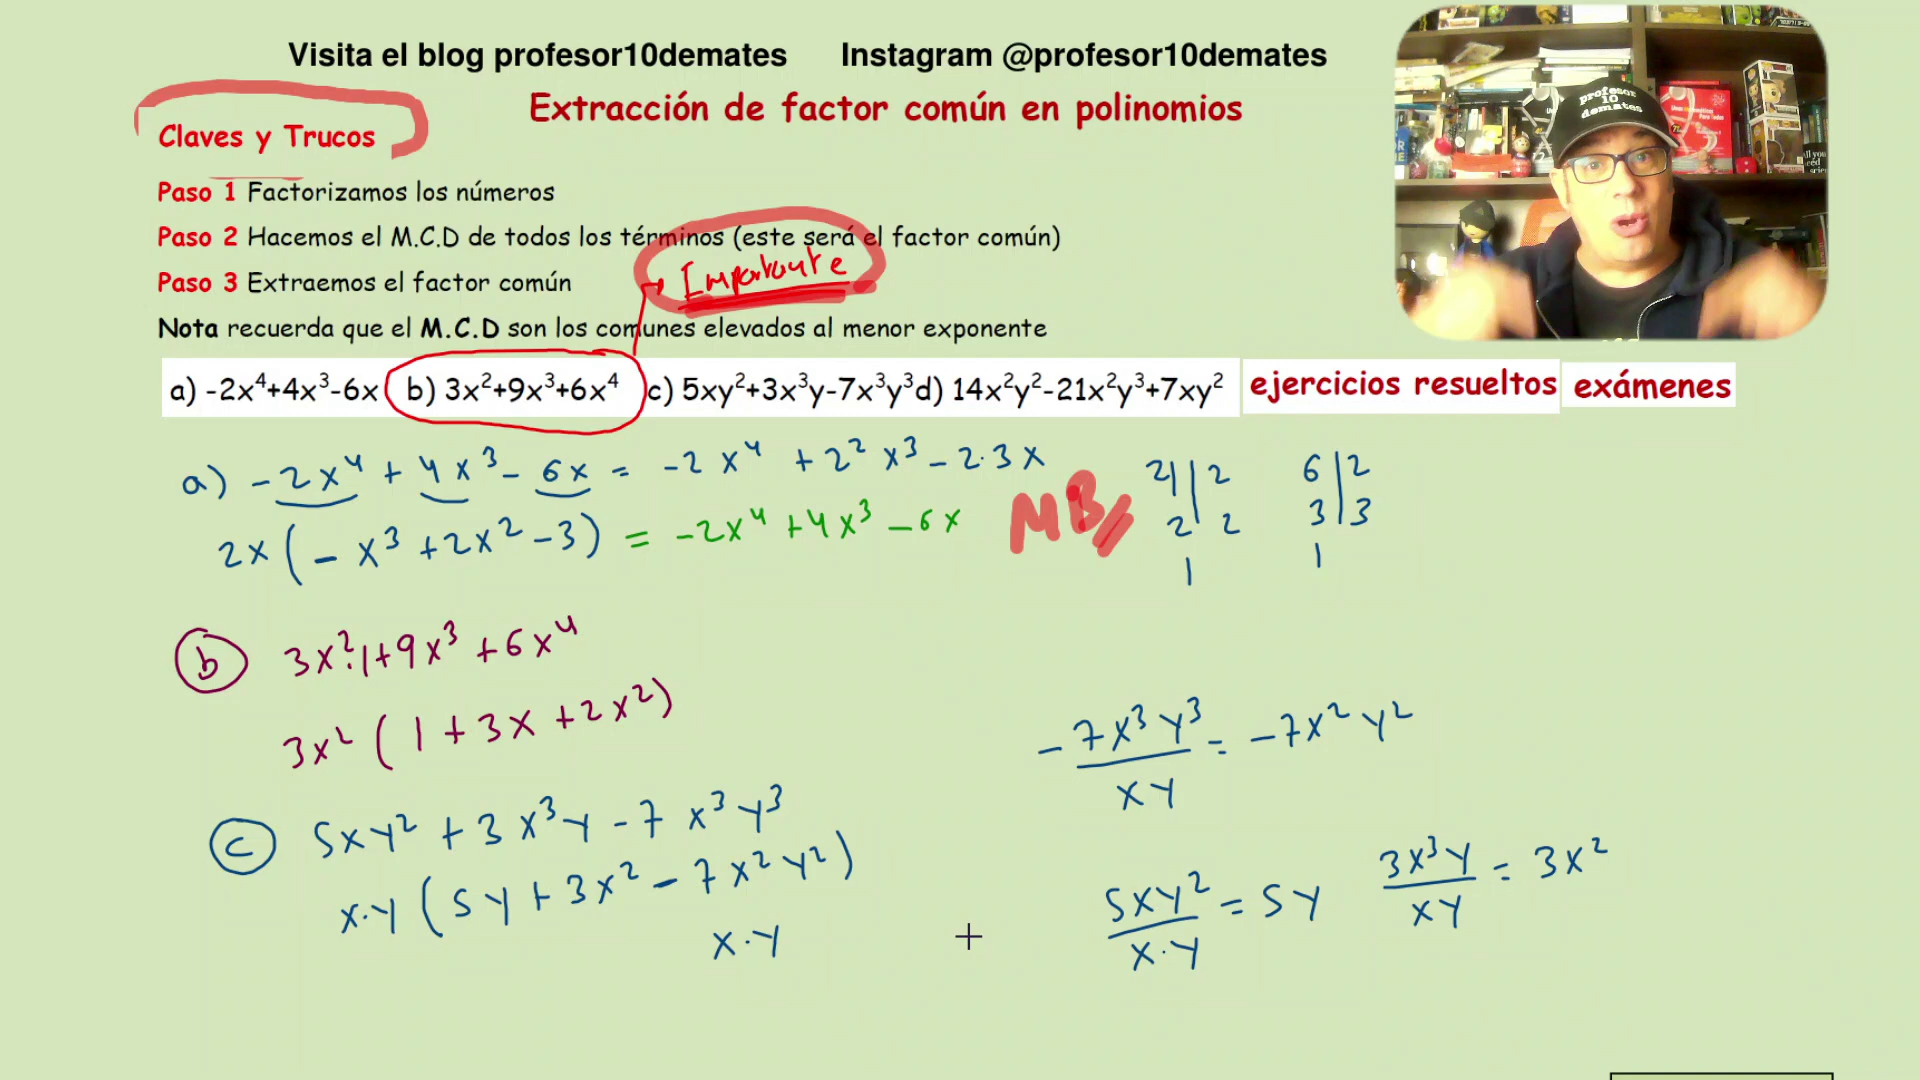 Visita el blog profesor10demates Instagram @profesor10demates
Extracción de factor común en polinomios
Claves y Trucos
Paso 1 Factorizamos los números
Paso 2 Hacemos el M.C.D de todos los términos (este será el factor común)
Importante
Paso 3 Extraemos el factor común
Nota recuerda que el M.C.D son los comunes elevados al menor exponente
a) -2x⁴+4x³-6x b) 3x²+9x³+6x⁴ c) 5xy²+3x³y-7x³y³ d) 14x²y²-21x²y³+7xy² ejercicios resueltos exámenes
a) -2x⁴ + 4x³ - 6x = -2x⁴ + 2²x³ - 2·3x
2x(-x³ + 2x² - 3) = -2x⁴ + 4x³ - 6x
MB
6 | 2
2 2 3 | 3
1 1
b 3x²·1+9x³+6x⁴
3x²(1+3x+2x²)
-7x³y³ = -7x²y²
xy
c 5xy² + 3x³y - 7x³y³
x·y(5y+3x²-7x²y²)
x·y
5xy² = 5y
x·y
3x³y = 3x²
xy
profesor
10
demates